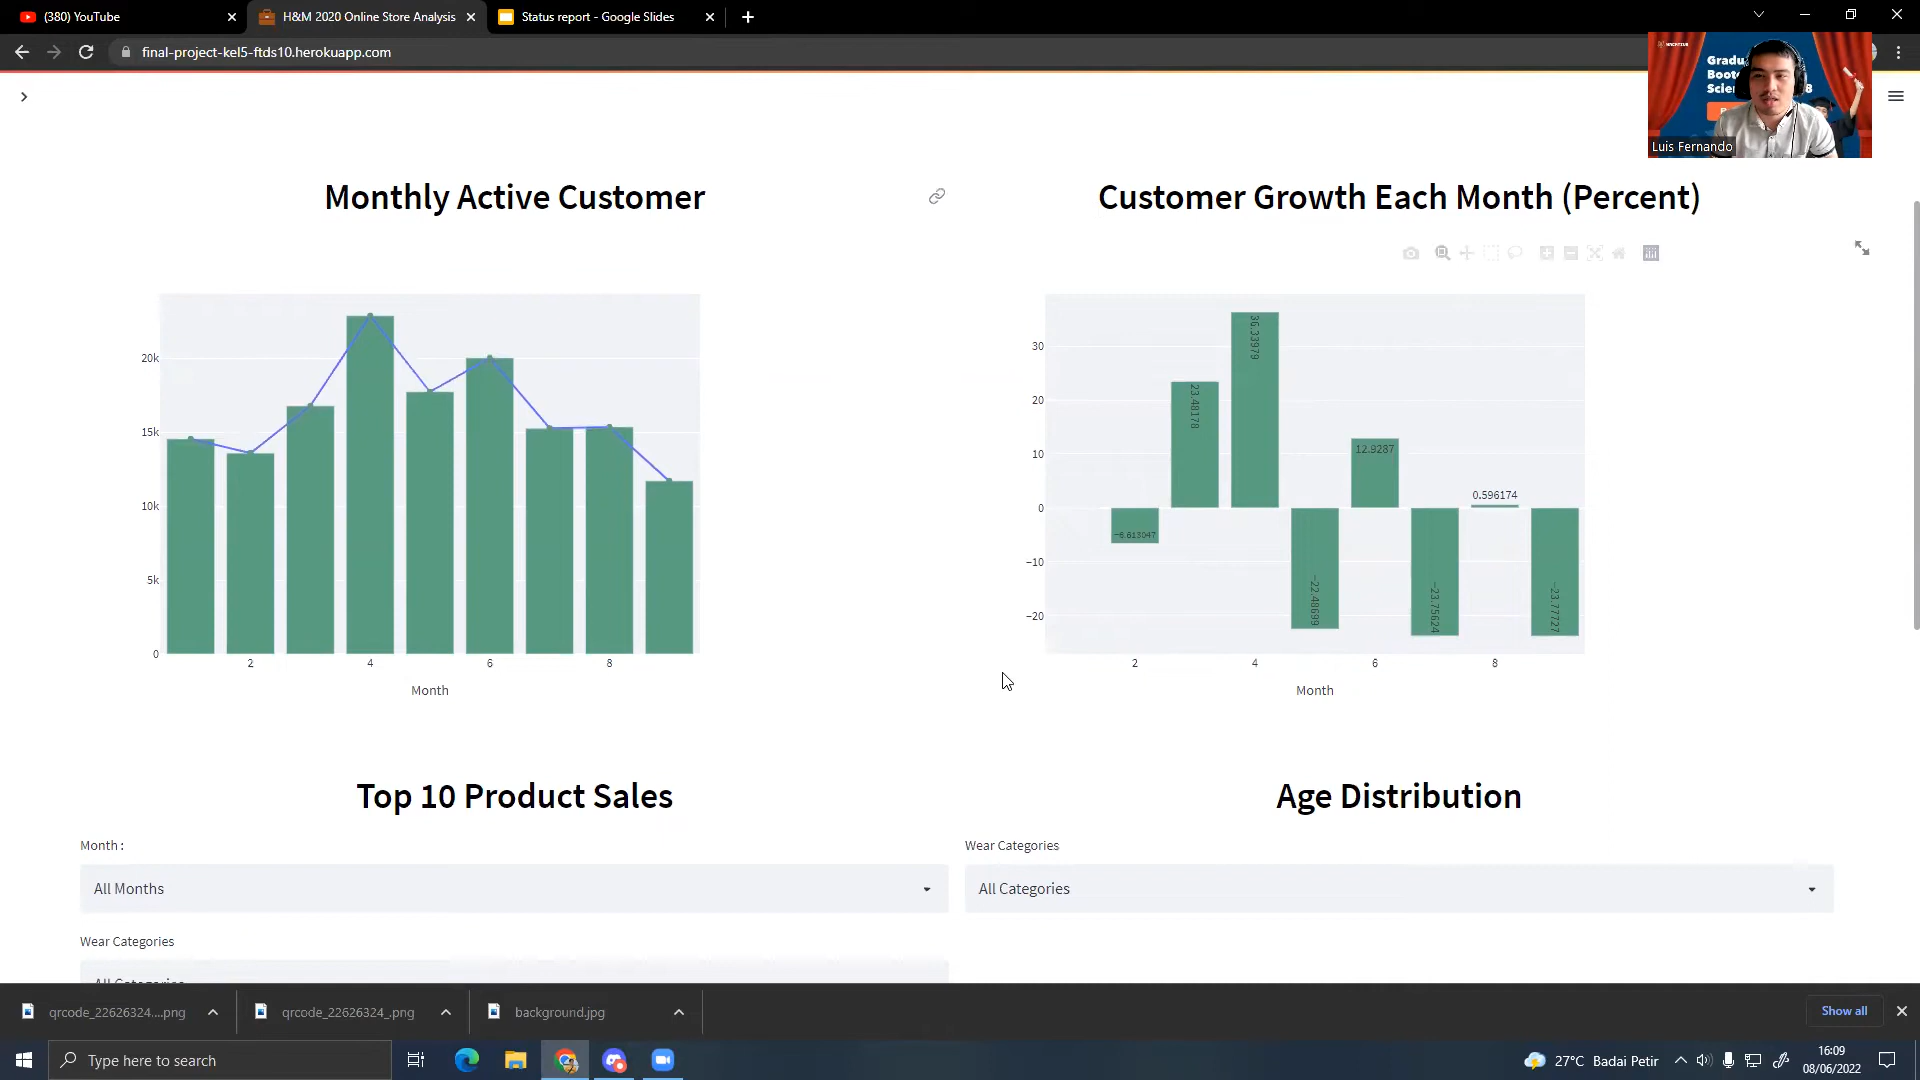 (380) YouTube
H&M 2020 Online Store Analysis
Status report - Google Slides
final-project-kel5-ftds10.herokuapp.com
Luis Fernando
Monthly Active Customer
20k
15k
10k
5k
0
2
4
6
8
Month
Customer Growth Each Month (Percent)
30
20
10
0
−10
−20
−6.613047
23.48178
36.33979
−22.48699
12.9287
−23.75624
0.596174
−23.77727
2
4
6
8
Month
Top 10 Product Sales
Month :
All Months
Wear Categories
All Categories
Age Distribution
Wear Categories
All Categories
qrcode_22626324....png
qrcode_22626324_.png
background.jpg
Show all
Type here to search
27°C Badai Petir
16:09
08/06/2022